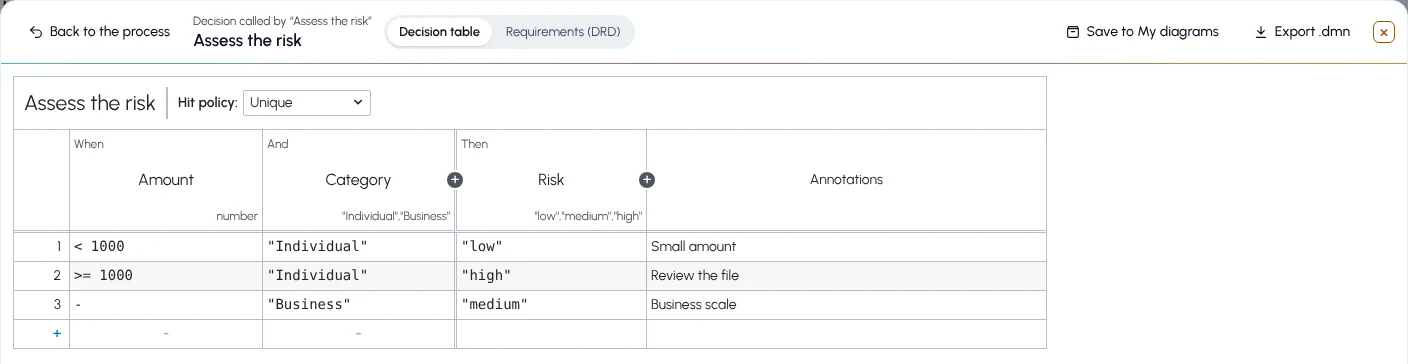 Back to the process
Decision called by "Assess the risk"
Assess the risk
Decision table
Requirements (DRD)
Save to My diagrams
Export .dmn
Assess the risk
Hit policy: Unique
When And Then
Amount Category Risk Annotations
number "Individual","Business" "low","medium","high"
1 < 1000 "Individual" "low" Small amount
2 >= 1000 "Individual" "high" Review the file
3 - "Business" "medium" Business scale
+ - -